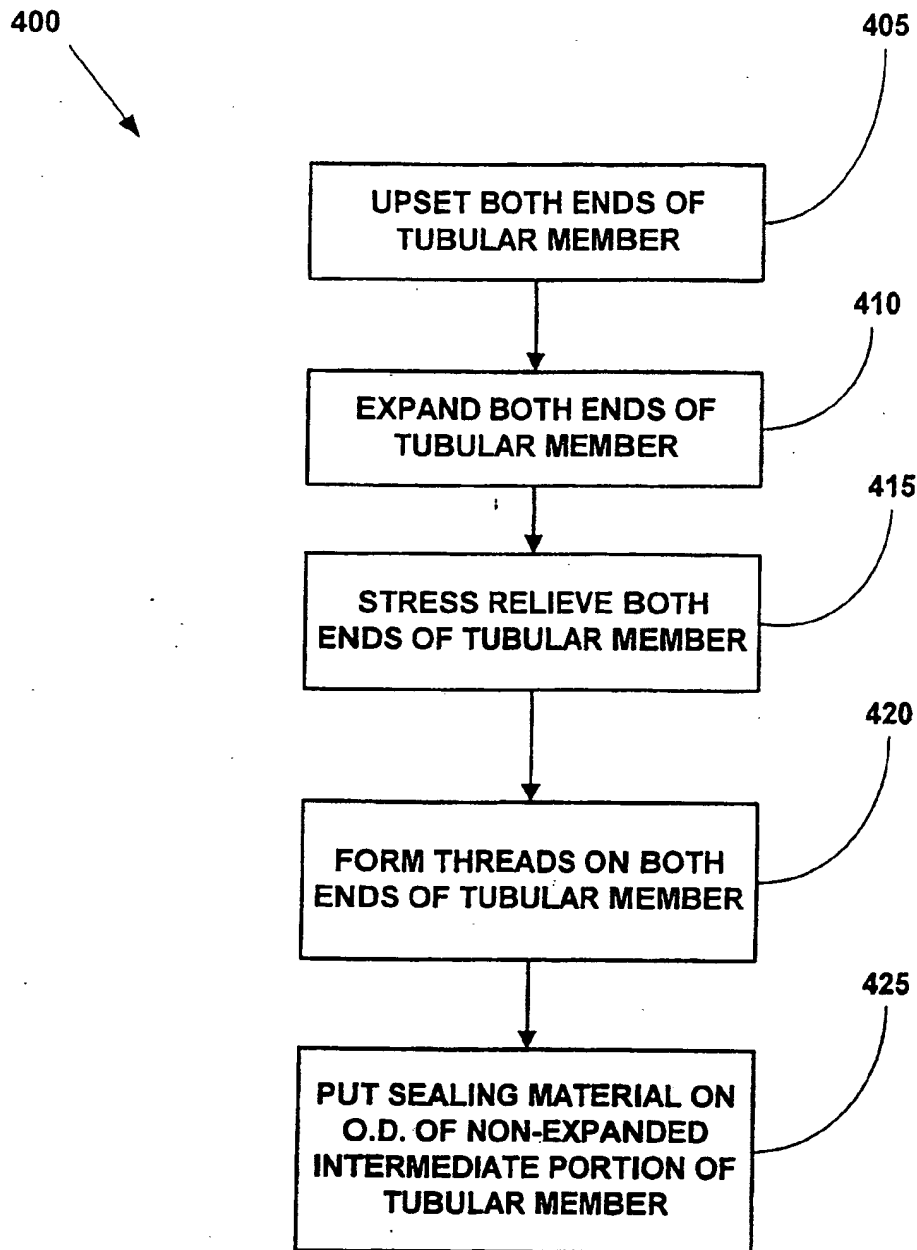 400
405
UPSET BOTH ENDS OF
TUBULAR MEMBER
410
EXPAND BOTH ENDS OF
TUBULAR MEMBER
415
STRESS RELIEVE BOTH
ENDS OF TUBULAR MEMBER
420
FORM THREADS ON BOTH
ENDS OF TUBULAR MEMBER
425
PUT SEALING MATERIAL ON
O.D. OF NON-EXPANDED
INTERMEDIATE PORTION OF
TUBULAR MEMBER